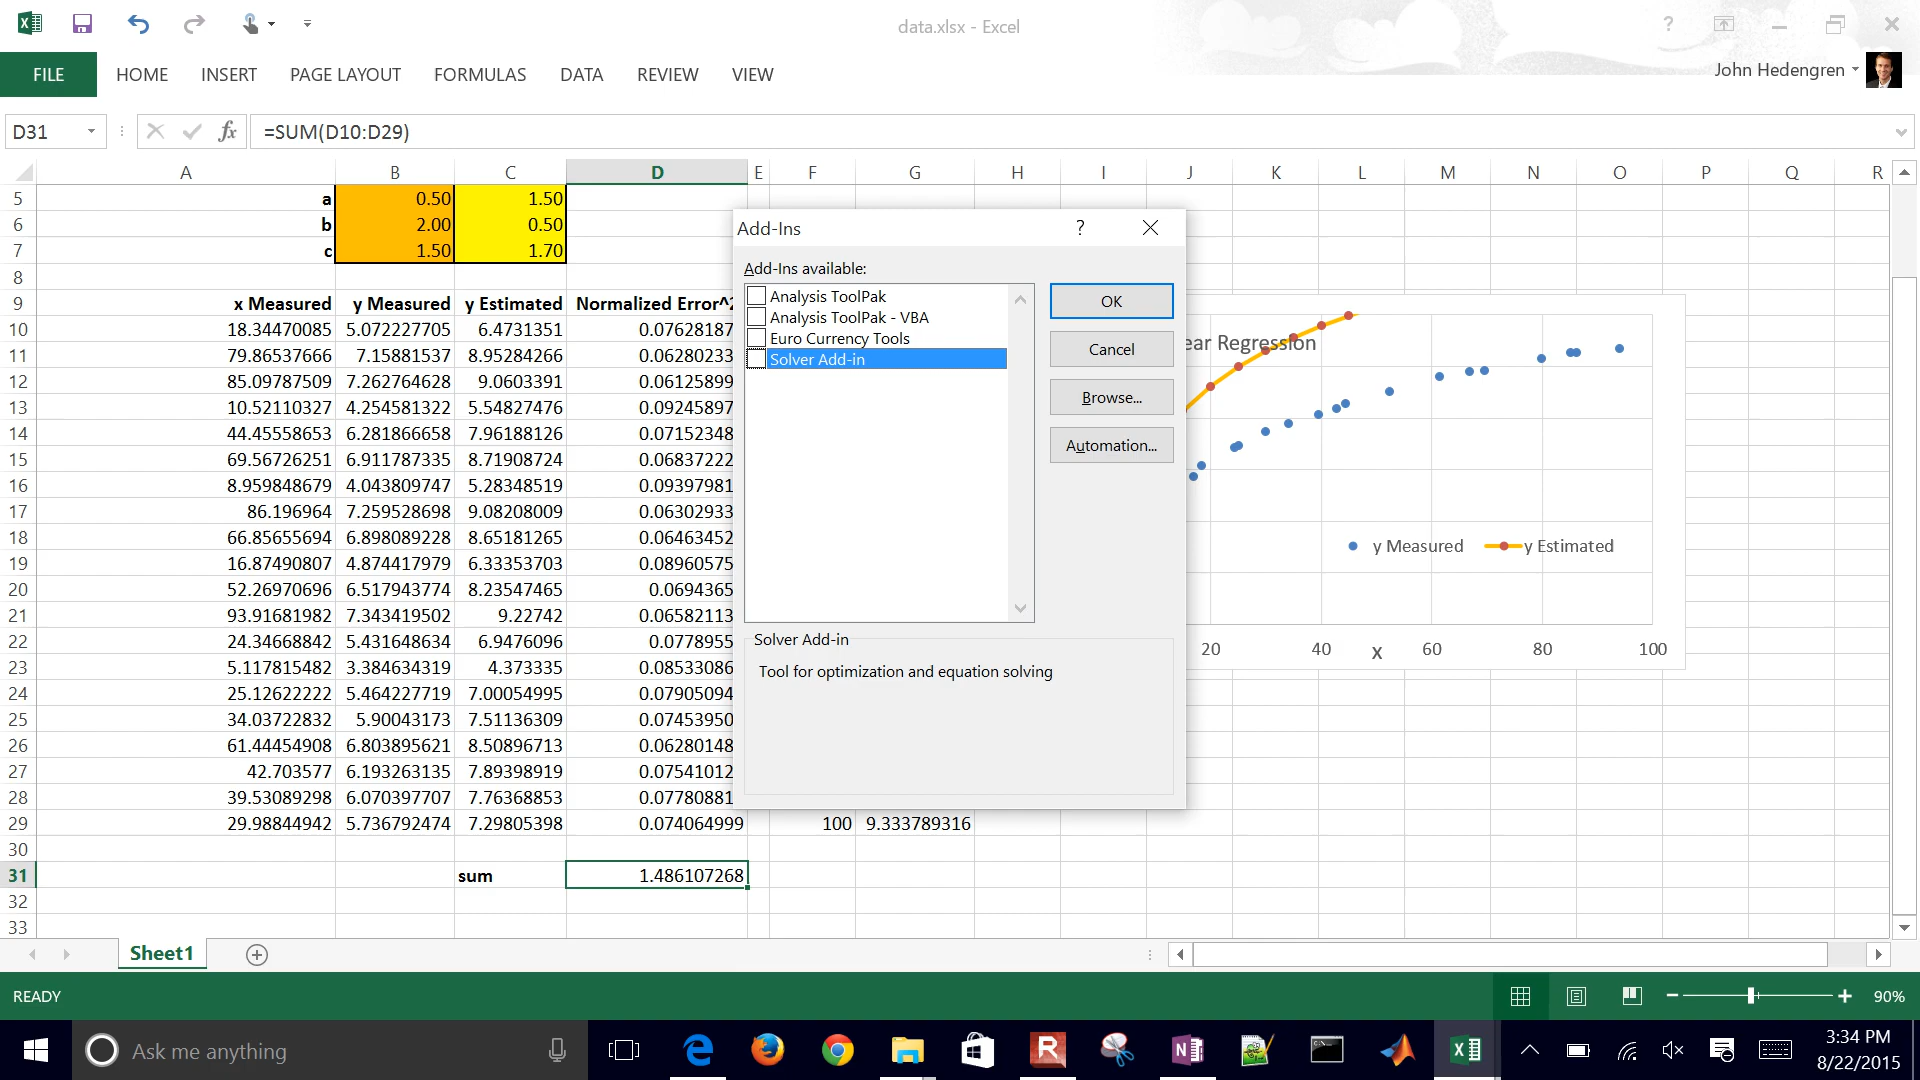 data.xlsx - Excel
?
FILE HOME INSERT PAGE LAYOUT FORMULAS DATA REVIEW VIEW
John Hedengren
D31 fx =SUM(D10:D29)
A B C D E F G H I J K L M N O P Q R
5 a 0.50 1.50
6 b 2.00 0.50
7 c 1.50 1.70
8
9 x Measured y Measured y Estimated Normalized Error^2
10 18.34470085 5.072227705 6.4731351 0.07628187
11 79.86537666 7.15881537 8.95284266 0.06280233
12 85.09787509 7.262764628 9.0603391 0.06125899
13 10.52110327 4.254581322 5.54827476 0.09245897
14 44.45558653 6.281866658 7.96188126 0.07152348
15 69.56726251 6.911787335 8.71908724 0.06837222
16 8.959848679 4.043809747 5.28348519 0.09397981
17 86.196964 7.259528698 9.08208009 0.06302933
18 66.85655694 6.898089228 8.65181265 0.06463452
19 16.87490807 4.874417979 6.33353703 0.08960575
20 52.26970696 6.517943774 8.23547465 0.0694365
21 93.91681982 7.343419502 9.22742 0.06582113
22 24.34668842 5.431648634 6.9476096 0.0778955
23 5.117815482 3.384634319 4.373335 0.08533086
24 25.12622222 5.464227719 7.00054995 0.07905094
25 34.03722832 5.90043173 7.51136309 0.07453950
26 61.44454908 6.803895621 8.50896713 0.06280148
27 42.703577 6.193263135 7.89398919 0.07541012
28 39.53089298 6.070397707 7.76368853 0.07780881
29 29.98844942 5.736792474 7.29805398 0.074064999 100 9.333789316
30
31 sum 1.486107268
32
33
Add-Ins ?
Add-Ins available:
Analysis ToolPak
Analysis ToolPak - VBA
Euro Currency Tools
Solver Add-in
OK
Cancel
Browse...
Automation...
Solver Add-in
Tool for optimization and equation solving
ear Regression
y Measured y Estimated
20 40 60 80 100
x
Sheet1
READY
90%
Ask me anything
3:34 PM
8/22/2015